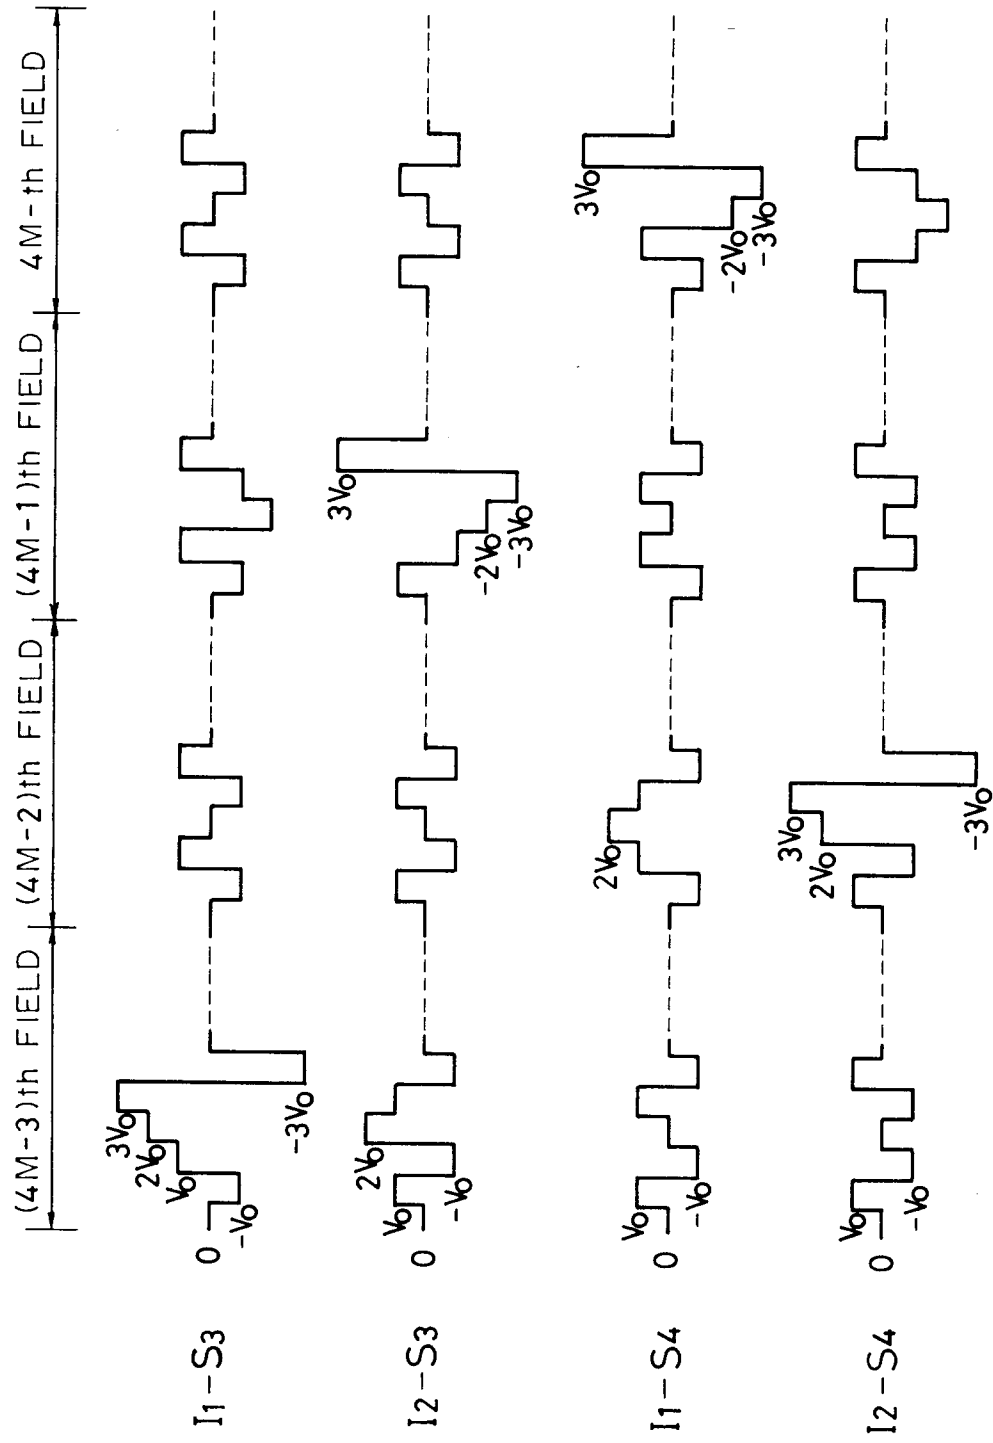 (4M-3)th FIELD (4M-2)th FIELD (4M-1)th FIELD 4M-th FIELD
I1-S3
0
-V0
V0
2V0
3V0
-3V0
I2-S3
0
V0
-V0
2V0
3V0
-2V0
-3V0
I1-S4
0
V0
-V0
2V0
3V0
-2V0
-3V0
I2-S4
0
V0
-V0
2V0
3V0
-3V0